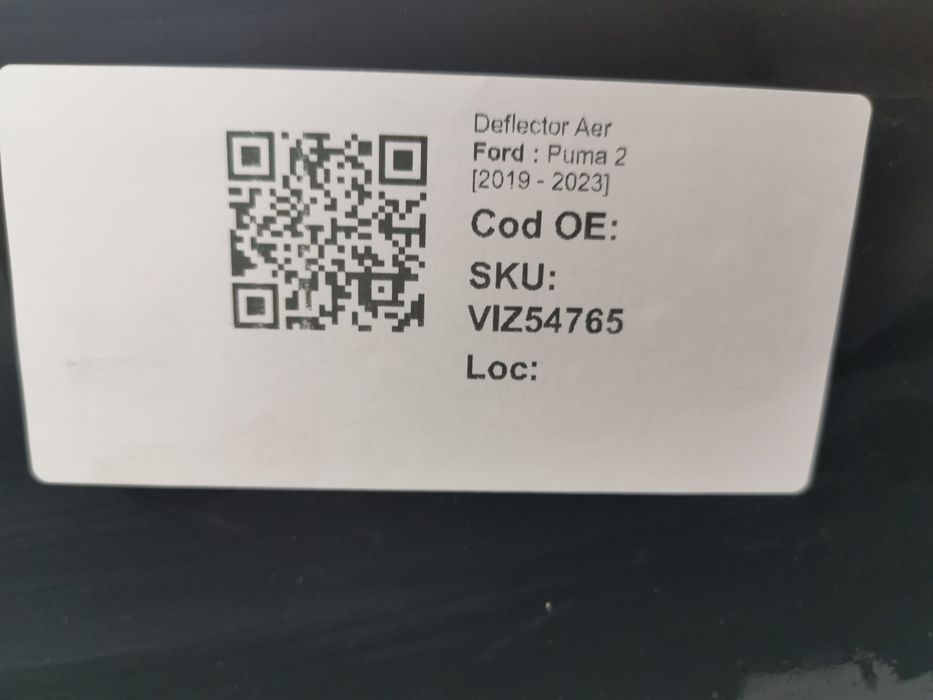 Deflector Aer
Ford : Puma 2
[2019 - 2023]
Cod OE:
SKU:
VIZ54765
Loc: